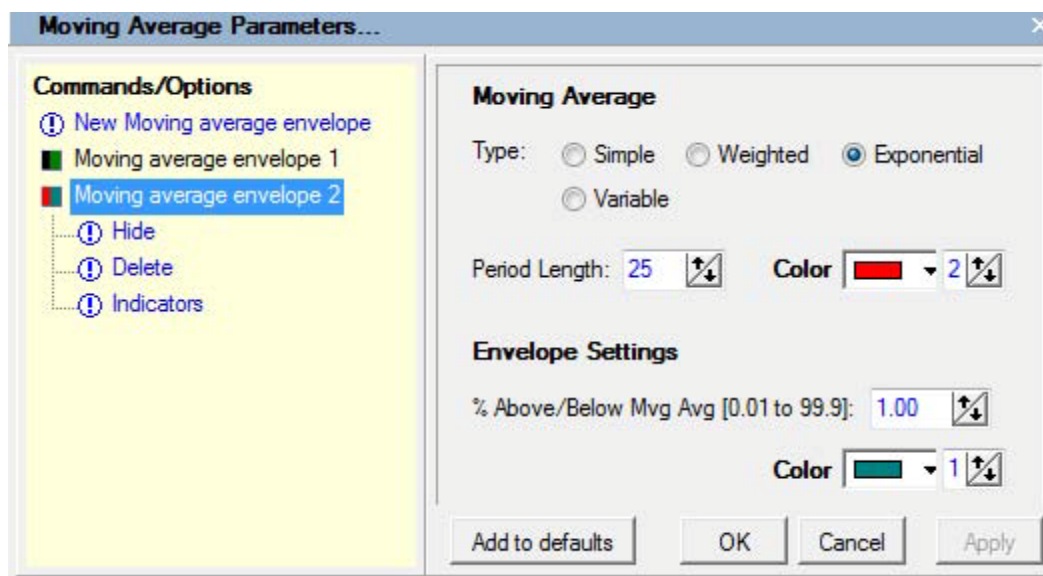 Moving Average Parameters...
Commands/Options
New Moving average envelope
Moving average envelope 1
Moving average envelope 2
Hide
Delete
Indicators
Moving Average
Type: Simple Weighted Exponential
Variable
Period Length: 25 Color 2
Envelope Settings
% Above/Below Mvg Avg [0.01 to 99.9]: 1.00
Color 1
Add to defaults OK Cancel Apply